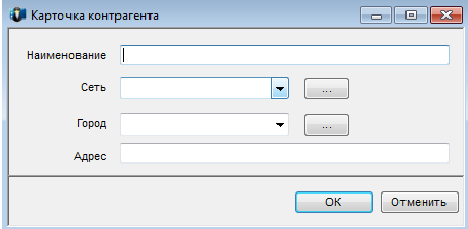 Карточка контрагента
Наименование
Сеть ...
Город ...
Адрес
OK Отменить